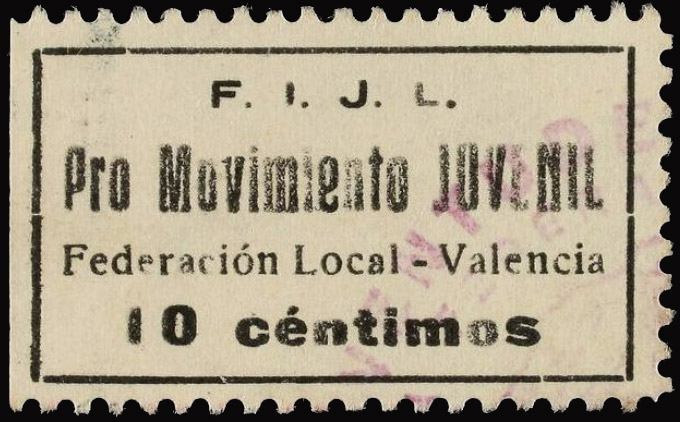 F. I. J. L.
Pro Movimiento JUVENIL
Federación Local - Valencia
10 céntimos